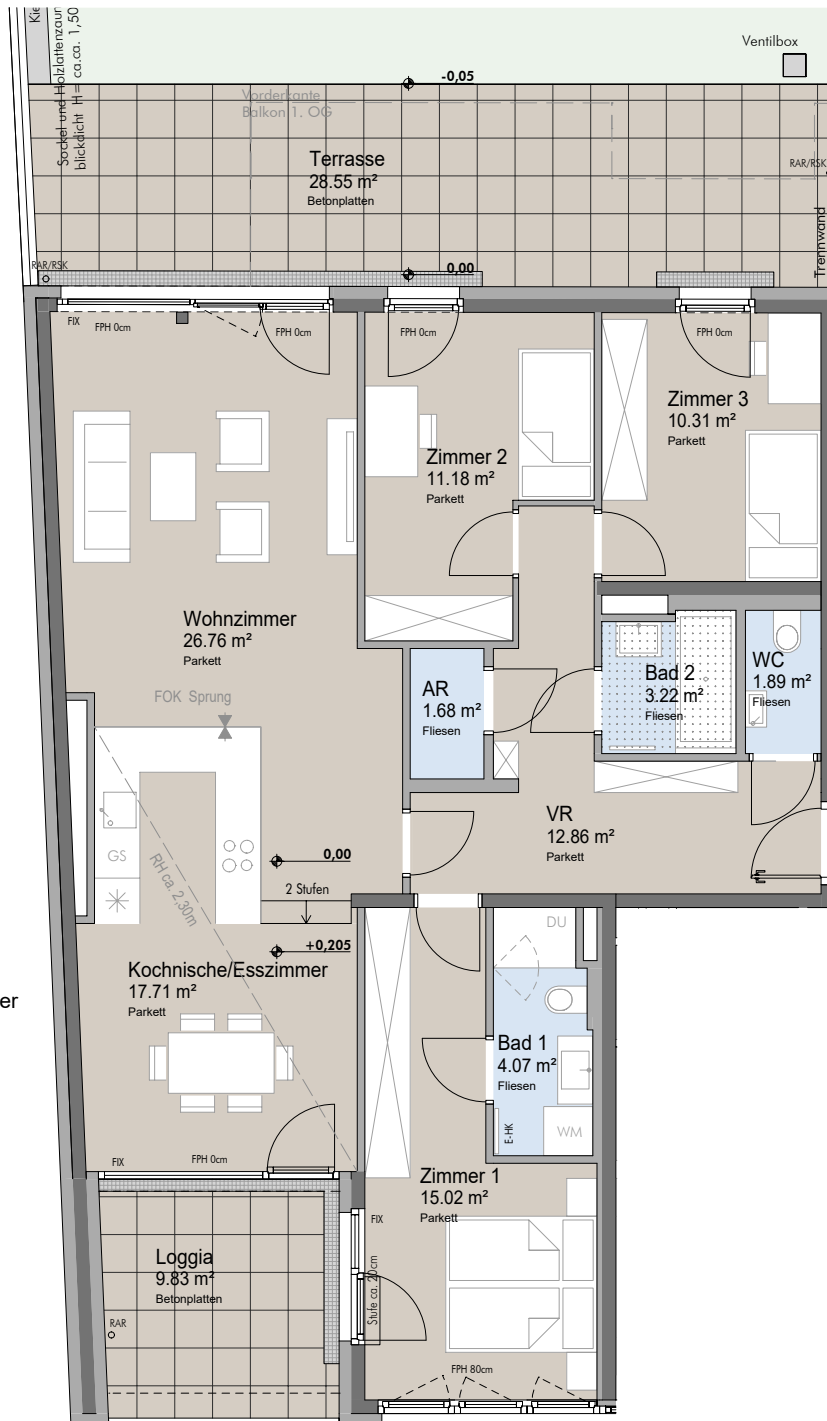 Kie
Sockel und Holzlattenzaun
blickdicht H = ca.ca. 1,50
Ventilbox
-0,05
Vorderkante
Balkon 1. OG
Terrasse
28.55 m²
Betonplatten
RAR/RSK
Trennwand
RAR/RSK
0,00
FIX
FPH 0cm
FPH 0cm
FPH 0cm
FPH 0cm
Zimmer 3
10.31 m²
Parkett
Zimmer 2
11.18 m²
Parkett
Wohnzimmer
26.76 m²
Parkett
FOK Sprung
AR
1.68 m²
Fliesen
Bad 2
3.22 m²
Fliesen
WC
1.89 m²
Fliesen
VR
12.86 m²
Parkett
GS
RH ca. 2,30m
0,00
2 Stufen
+0,205
DU
Kochnische/Esszimmer
17.71 m²
Parkett
er
Bad 1
4.07 m²
Fliesen
E-HK
WM
FIX
FPH 0cm
Zimmer 1
15.02 m²
Parkett
FIX
Stufe ca. 20cm
Loggia
9.83 m²
Betonplatten
RAR
FPH 80cm